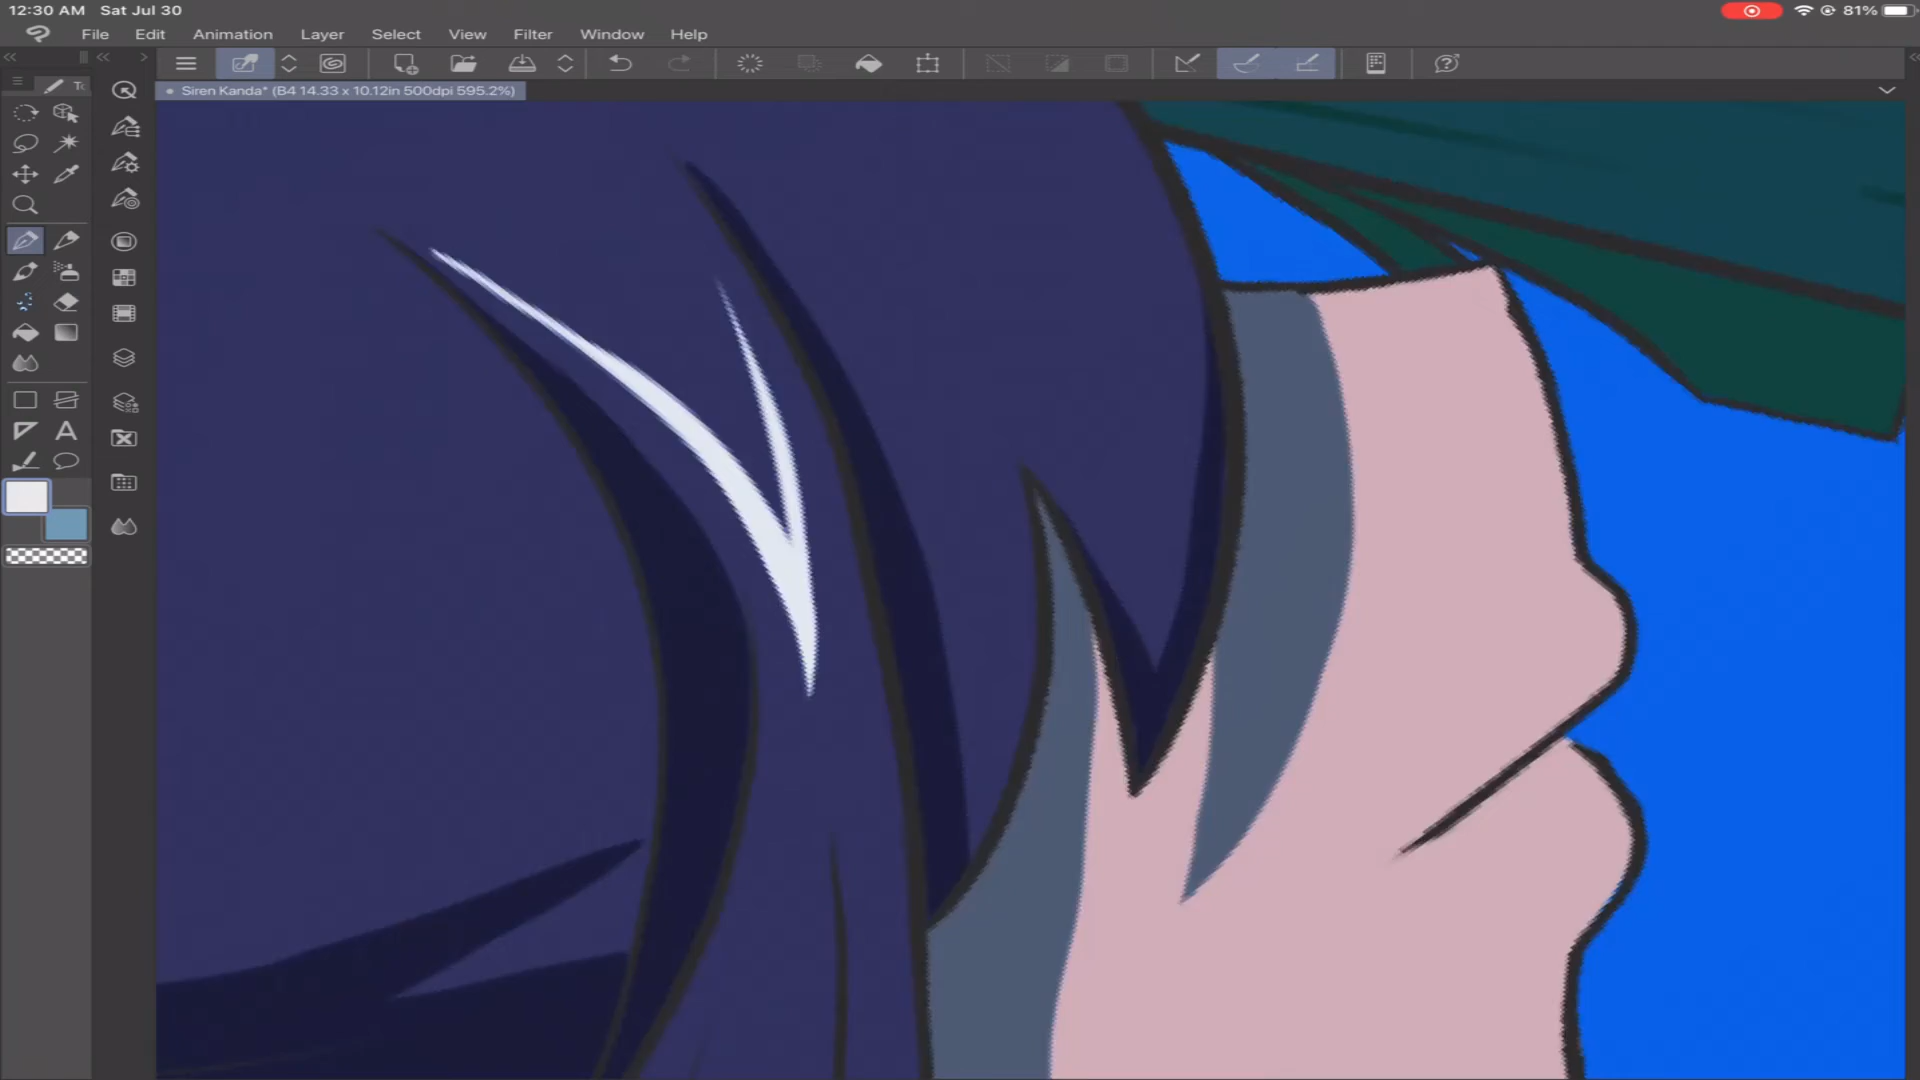 12:30 AM Sat Jul 30
81%
File Edit Animation Layer Select View Filter Window Help
Siren Kanda* (B4 14.33 x 10.12in 500dpi 595.2%)